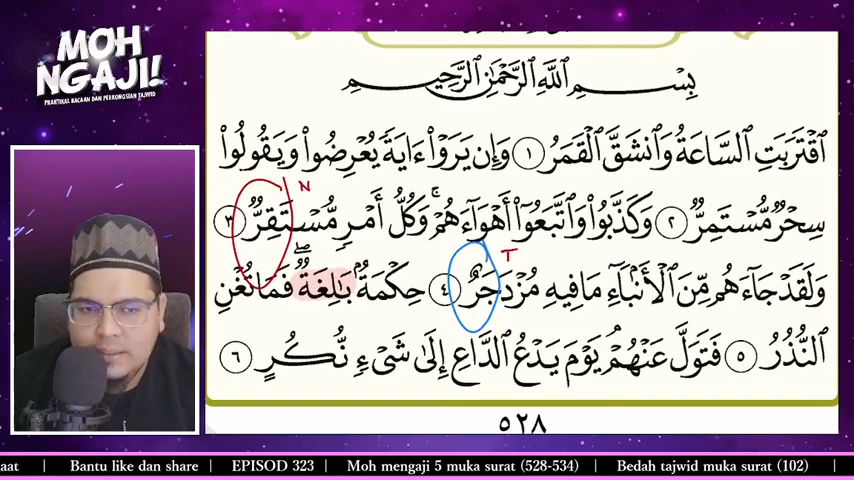 MOH
NGAJI!
PRAKTIKAL BACAAN DAN PERKONGSIAN TAJWID
بِسْمِ ٱللَّهِ ٱلرَّحْمَٰنِ ٱلرَّحِيمِ
ٱقْتَرَبَتِ ٱلسَّاعَةُ وَٱنشَقَّ ٱلْقَمَرُ ١ وَإِن يَرَوْا۟ ءَايَةً يُعْرِضُوا۟ وَيَقُولُوا۟
سِحْرٌ مُّسْتَمِرٌّ ٢ وَكَذَّبُوا۟ وَٱتَّبَعُوٓا۟ أَهْوَآءَهُمْ ۚ وَكُلُّ أَمْرٍ مُّسْتَقِرٌّ ٣
N
وَلَقَدْ جَآءَهُم مِّنَ ٱلْأَنۢبَآءِ مَا فِيهِ مُزْدَجَرٌ ٤ حِكْمَةٌۢ بَٰلِغَةٌ ۖ فَمَا تُغْنِ
T
ٱلنُّذُرُ ٥ فَتَوَلَّ عَنْهُمْ ۘ يَوْمَ يَدْعُ ٱلدَّاعِ إِلَىٰ شَىْءٍ نُّكُرٍ ٦
٥٢٨
aat | Bantu like dan share | EPISOD 323 | Moh mengaji 5 muka surat (528-534) | Bedah tajwid muka surat (102) |